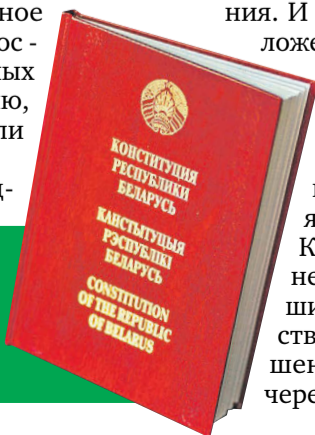 ное
ос-
ных
ю,
ли
д-
ния. И
ложе
я
К
не
ши
ств
шен
чере
КОНСТИТУЦИЯ
РЕСПУБЛИКИ
БЕЛАРУСЬ
КАНСТЫТУЦЫЯ
РЭСПУБЛІКІ
БЕЛАРУСЬ
CONSTITUTION
OF THE REPUBLIC
OF BELARUS